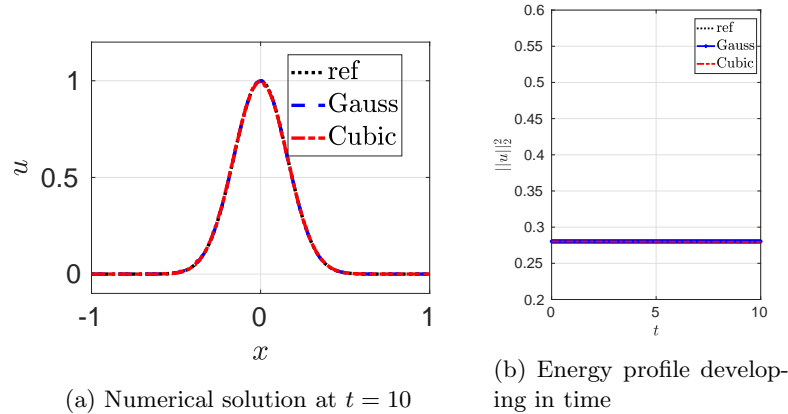 1
0.5
0
u
-1
0
1
x
ref
Gauss
Cubic
(a) Numerical solution at t = 10
0.6
0.55
0.5
0.45
0.4
0.35
0.3
0.25
0.2
||u||₂²
0
5
10
t
ref
Gauss
Cubic
(b) Energy profile develop-
ing in time